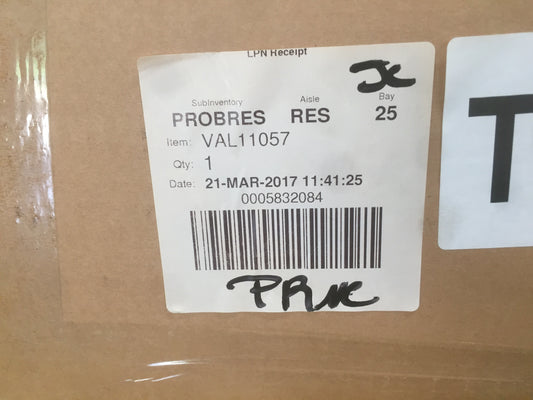 LPN Receipt
JC
SubInventory Aisle Bay
PROBRES RES 25
Item: VAL11057
Qty: 1
Date: 21-MAR-2017 11:41:25
0005832084
T